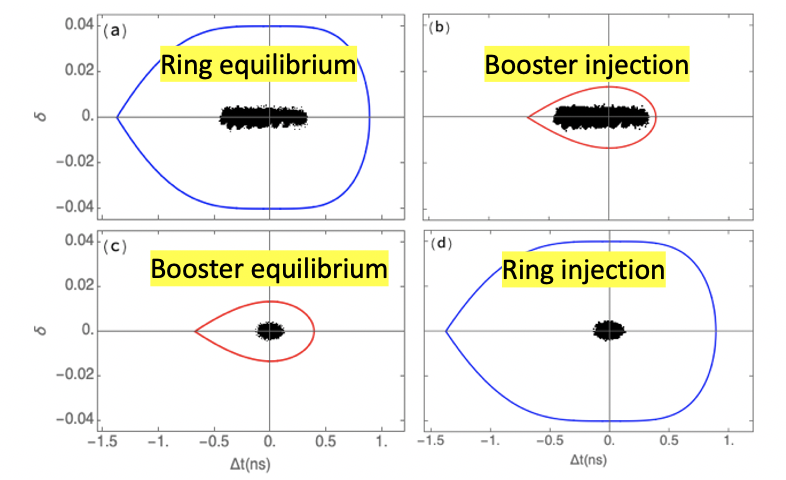 (a)
Ring equilibrium
0.04
0.02
0.
−0.02
−0.04
δ
(b)
Booster injection
(c)
Booster equilibrium
0.04
0.02
0.
−0.02
−0.04
δ
−1.5
−1.
−0.5
0.
0.5
1.
Δt(ns)
(d)
Ring injection
−1.5
−1.
−0.5
0.
0.5
1.
Δt(ns)